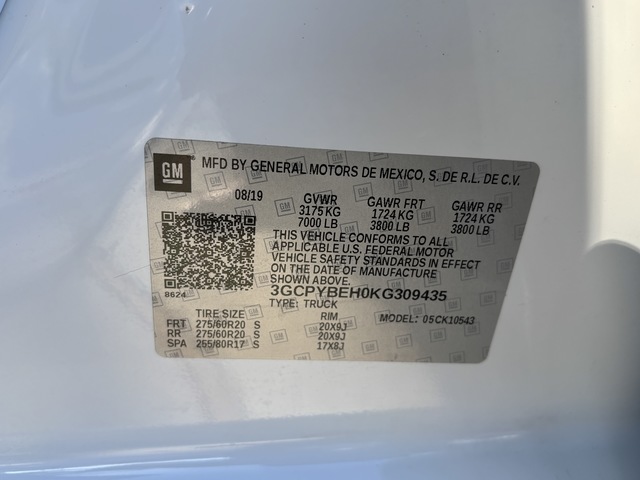 GM MFD BY GENERAL MOTORS DE MEXICO, S. DE R.L. DE C.V.
08/19 GVWR GAWR FRT GAWR RR
3175 KG 1724 KG 1724 KG
7000 LB 3800 LB 3800 LB
THIS VEHICLE CONFORMS TO ALL
APPLICABLE U.S. FEDERAL MOTOR
VEHICLE SAFETY STANDARDS IN EFFECT
ON THE DATE OF MANUFACTURE
SHOWN ABOVE.
8624 3GCPYBEH0KG309435
TYPE: TRUCK
TIRE SIZE RIM MODEL: 05CK10543
FRT 275/60R20 S 20X9J
RR 275/60R20 S 20X9J
SPA 255/80R17 S 17X8J